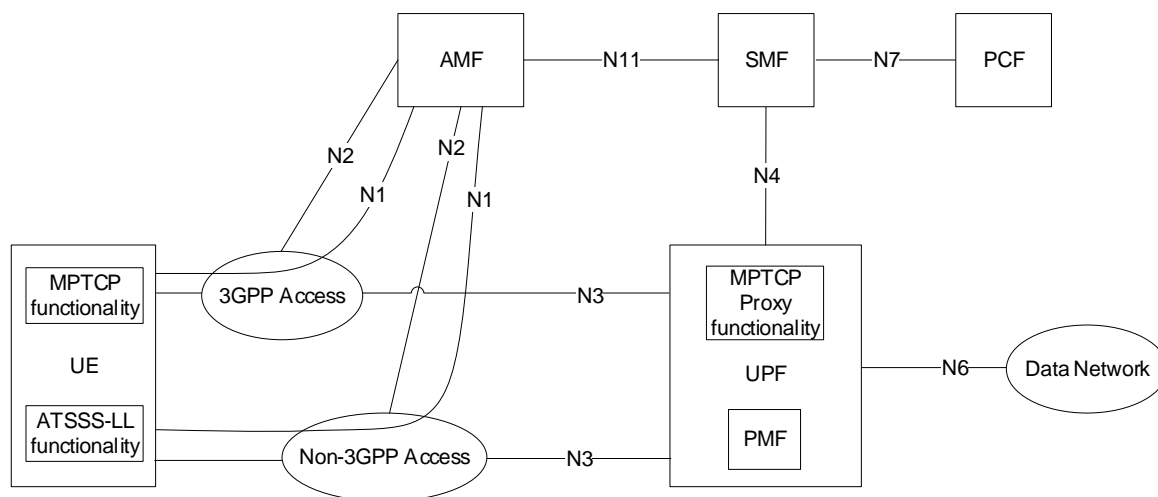 AMF
N11
SMF
N7
PCF
N2
N1
N2
N1
N4
MPTCP
functionality
UE
ATSSS-LL
functionality
3GPP Access
N3
Non-3GPP Access
N3
MPTCP
Proxy
functionality
UPF
PMF
N6
Data Network